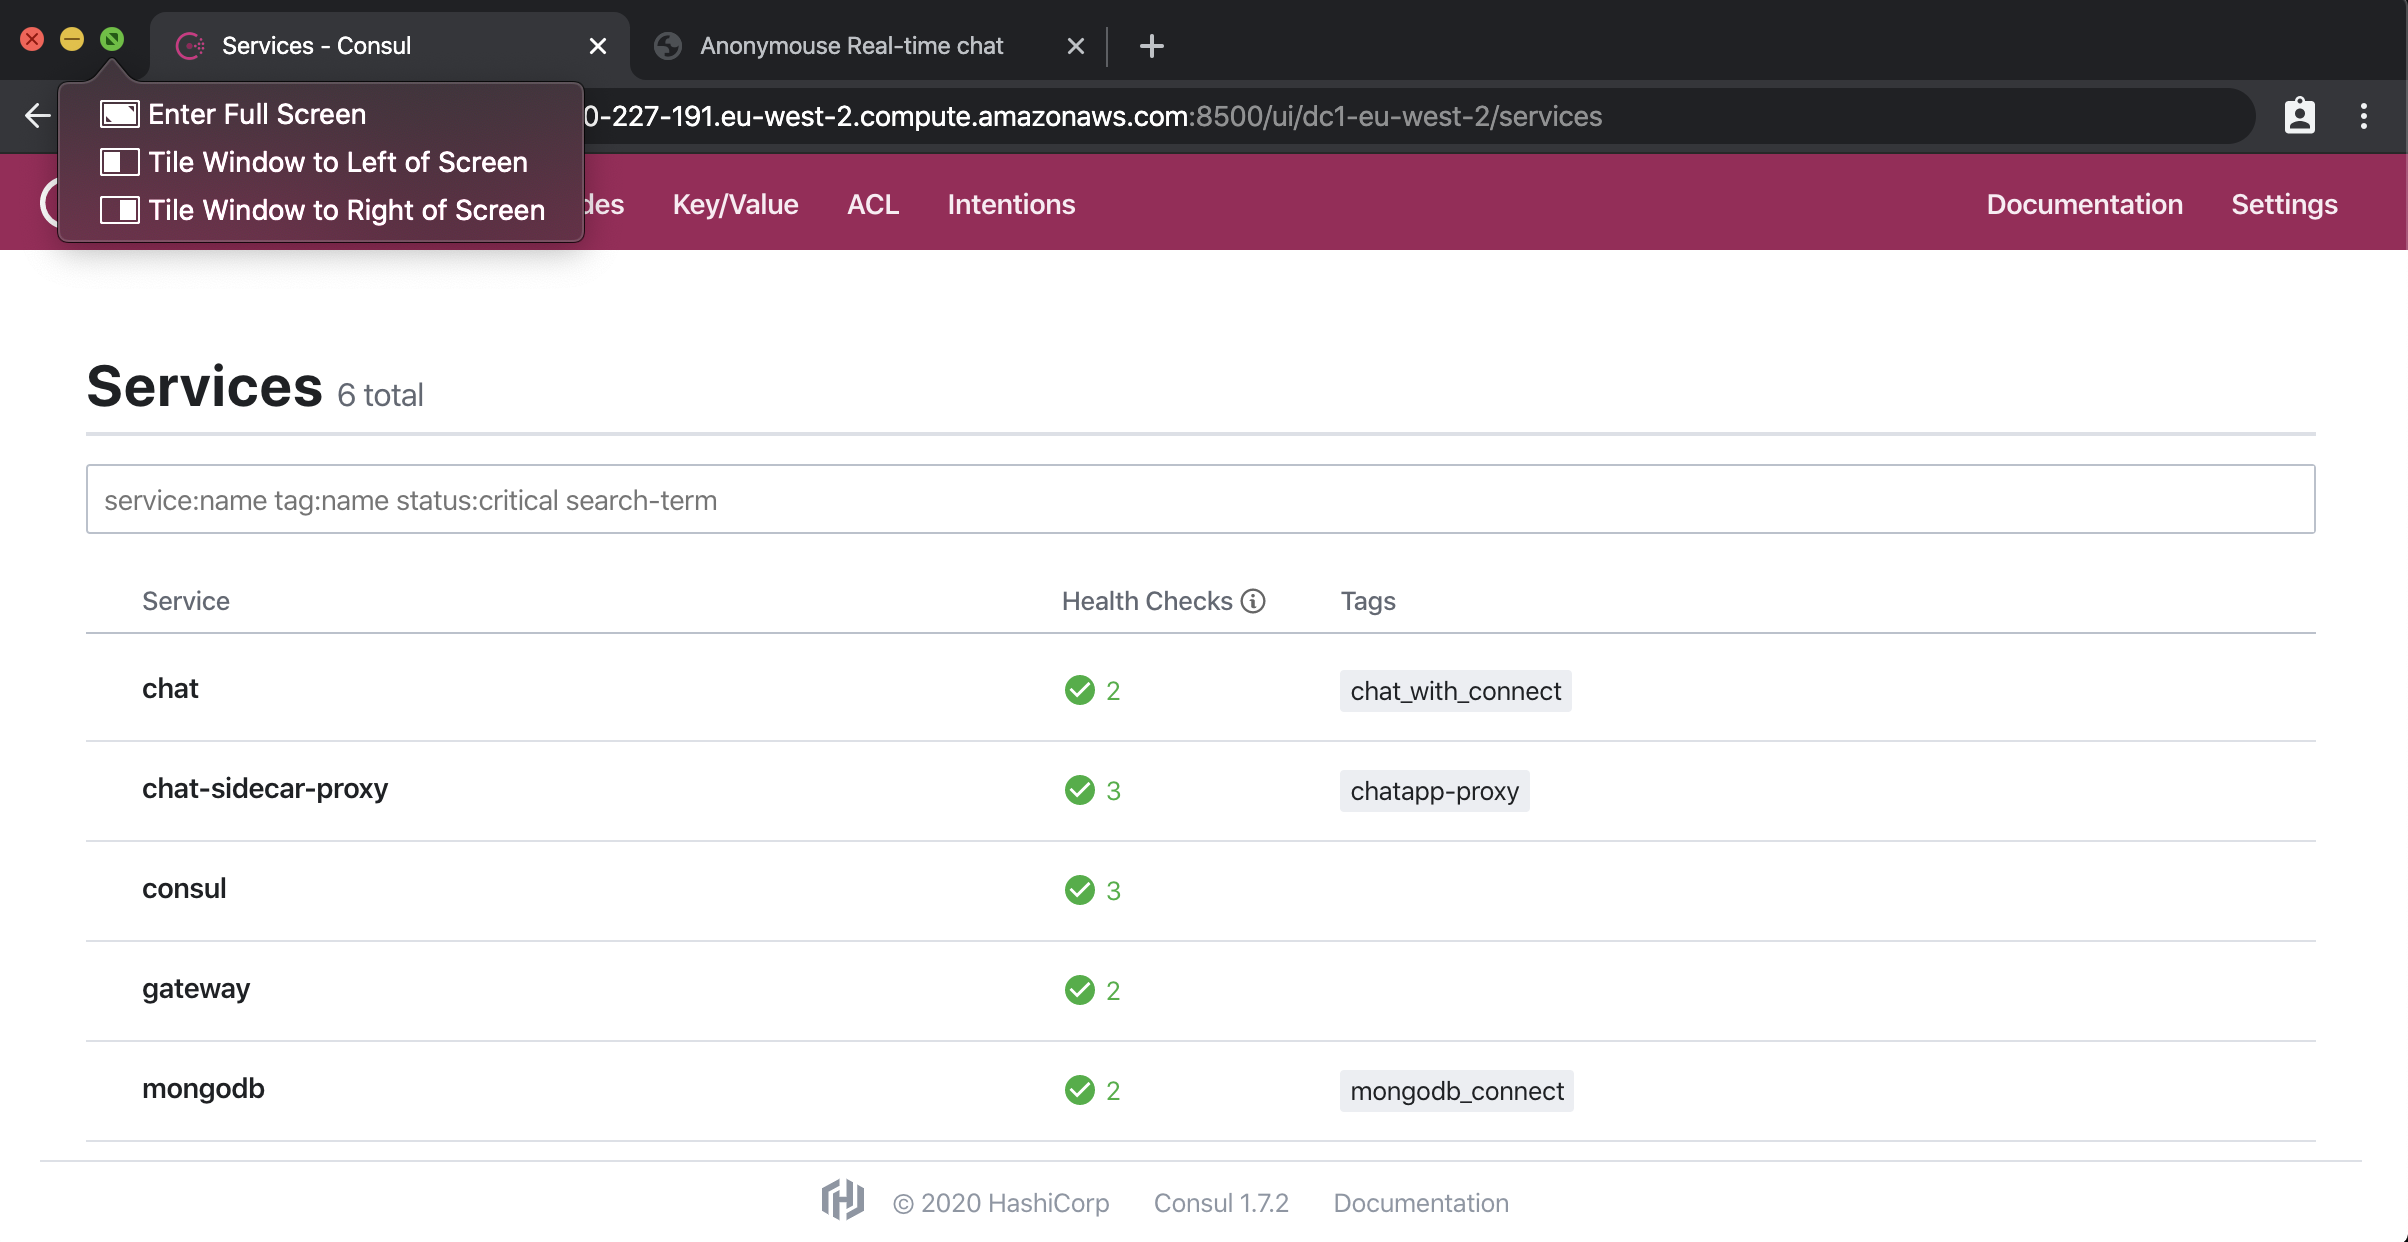 Services - Consul
Anonymouse Real-time chat
Enter Full Screen
Tile Window to Left of Screen
Tile Window to Right of Screen
0-227-191.eu-west-2.compute.amazonaws.com:8500/ui/dc1-eu-west-2/services
Key/Value ACL Intentions Documentation Settings
Services 6 total
service:name tag:name status:critical search-term
Service Health Checks Tags
chat 2 chat_with_connect
chat-sidecar-proxy 3 chatapp-proxy
consul 3
gateway 2
mongodb 2 mongodb_connect
© 2020 HashiCorp Consul 1.7.2 Documentation